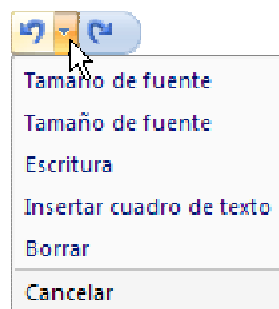 Tamaño de fuente
Tamaño de fuente
Escritura
Insertar cuadro de texto
Borrar
Cancelar